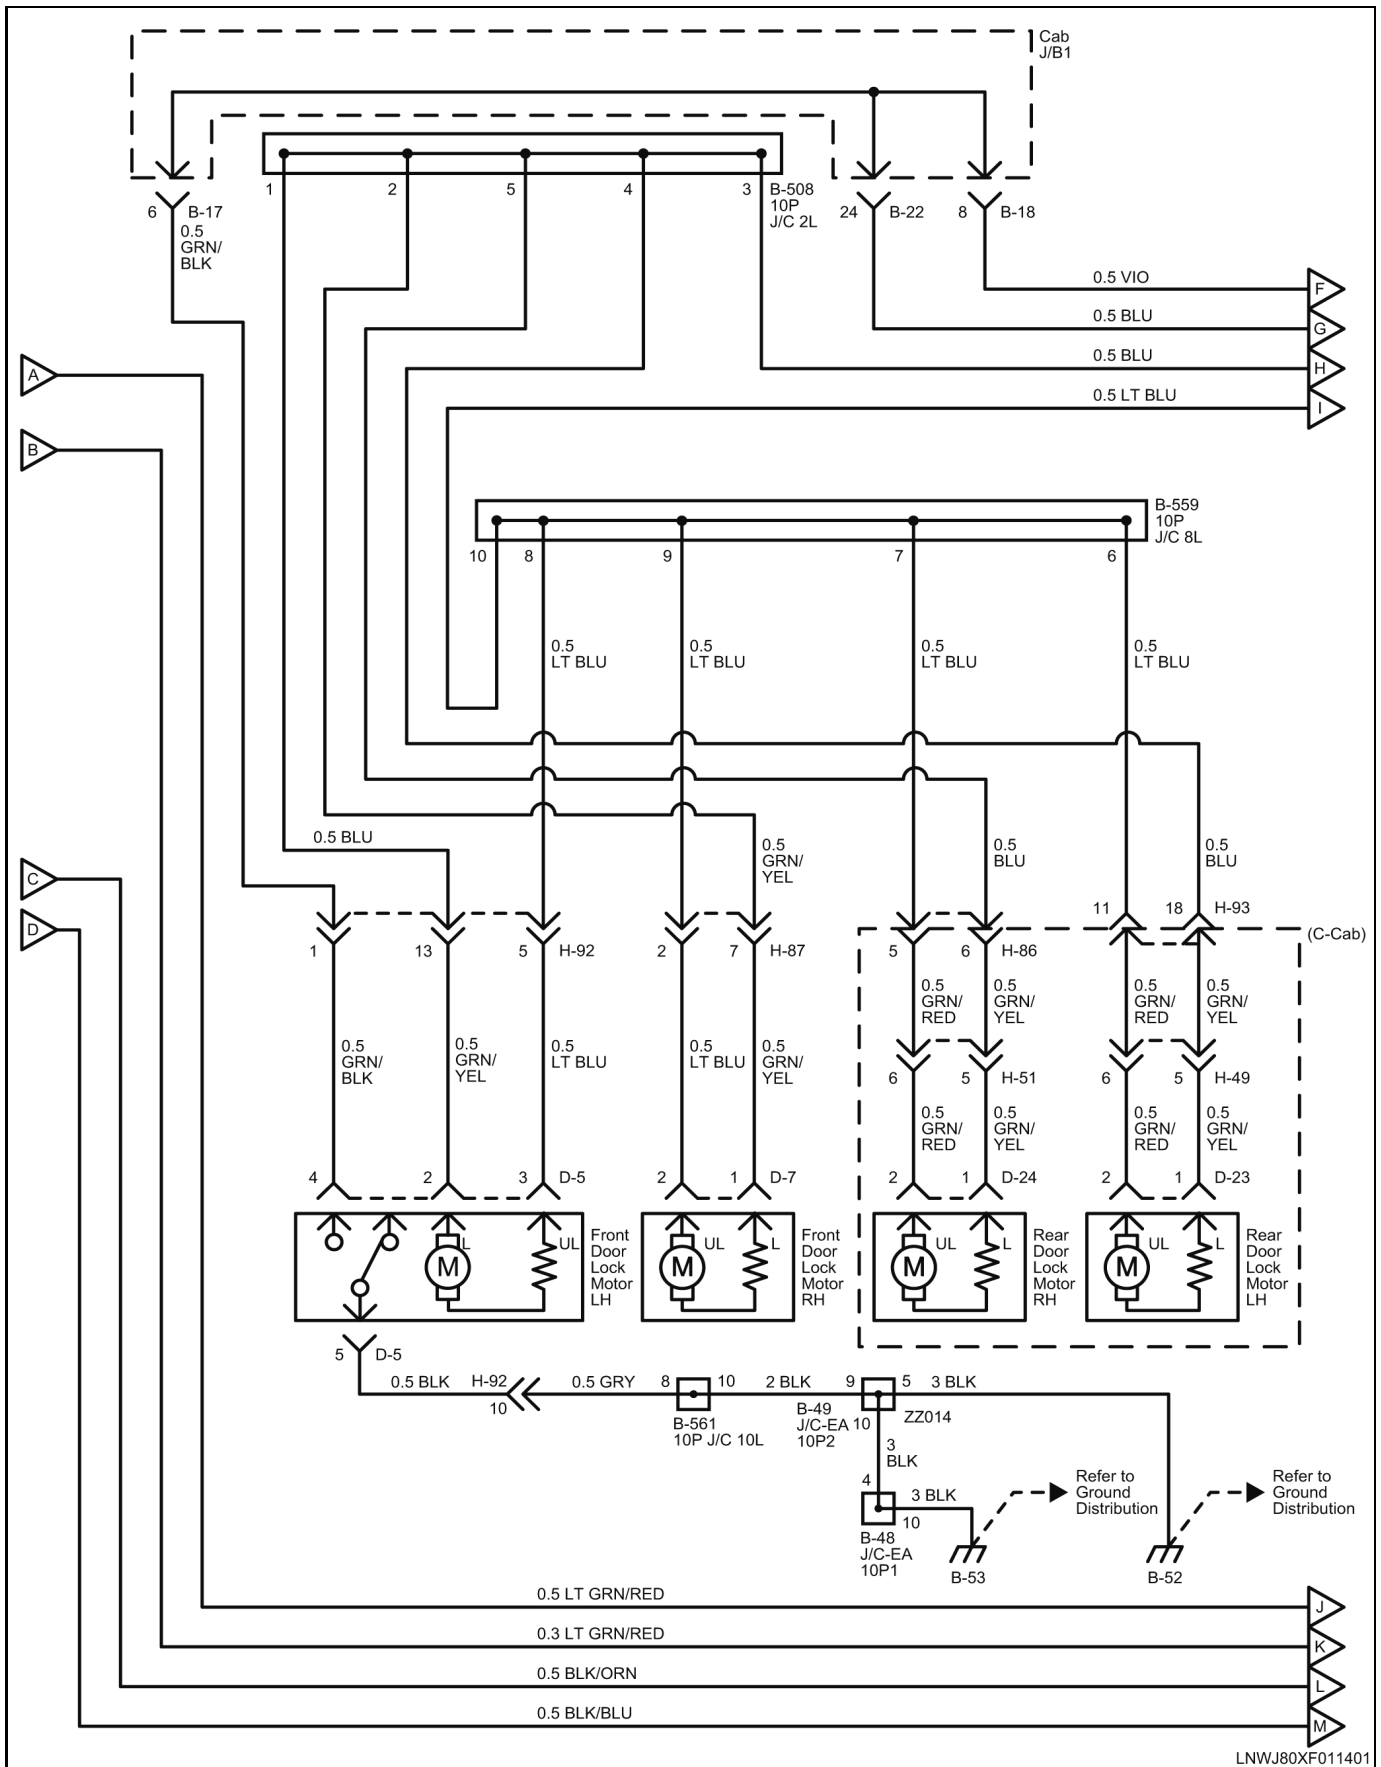 Cab
J/B1
1
2
5
4
3
B-508
10P
J/C 2L
6
B-17
24
B-22
8
B-18
0.5
GRN/
BLK
0.5 VIO
F
0.5 BLU
G
0.5 BLU
H
0.5 LT BLU
I
A
B
B-559
10P
J/C 8L
10
8
9
7
6
0.5
LT BLU
0.5
LT BLU
0.5
LT BLU
0.5
LT BLU
0.5 BLU
0.5
GRN/
YEL
0.5
BLU
0.5
BLU
C
D
11
18
H-93
(C-Cab)
1
13
5
H-92
2
7
H-87
5
6
H-86
0.5
GRN/
RED
0.5
GRN/
YEL
0.5
GRN/
RED
0.5
GRN/
YEL
0.5
GRN/
BLK
0.5
GRN/
YEL
0.5
LT BLU
0.5
LT BLU
0.5
GRN/
YEL
6
5
H-51
6
5
H-49
0.5
GRN/
RED
0.5
GRN/
YEL
0.5
GRN/
RED
0.5
GRN/
YEL
4
2
3
D-5
2
1
D-7
2
1
D-24
2
1
D-23
L
UL
M
Front
Door
Lock
Motor
LH
UL
L
M
Front
Door
Lock
Motor
RH
UL
L
M
Rear
Door
Lock
Motor
RH
UL
L
M
Rear
Door
Lock
Motor
LH
5
D-5
0.5 BLK
H-92
10
0.5 GRY
8
10
B-561
10P J/C 10L
2 BLK
9
5
3 BLK
B-49
J/C-EA
10P2
10
ZZ014
3
BLK
4
3 BLK
10
B-48
J/C-EA
10P1
Refer to
Ground
Distribution
Refer to
Ground
Distribution
B-53
B-52
0.5 LT GRN/RED
J
0.3 LT GRN/RED
K
0.5 BLK/ORN
L
0.5 BLK/BLU
M
LNWJ80XF011401